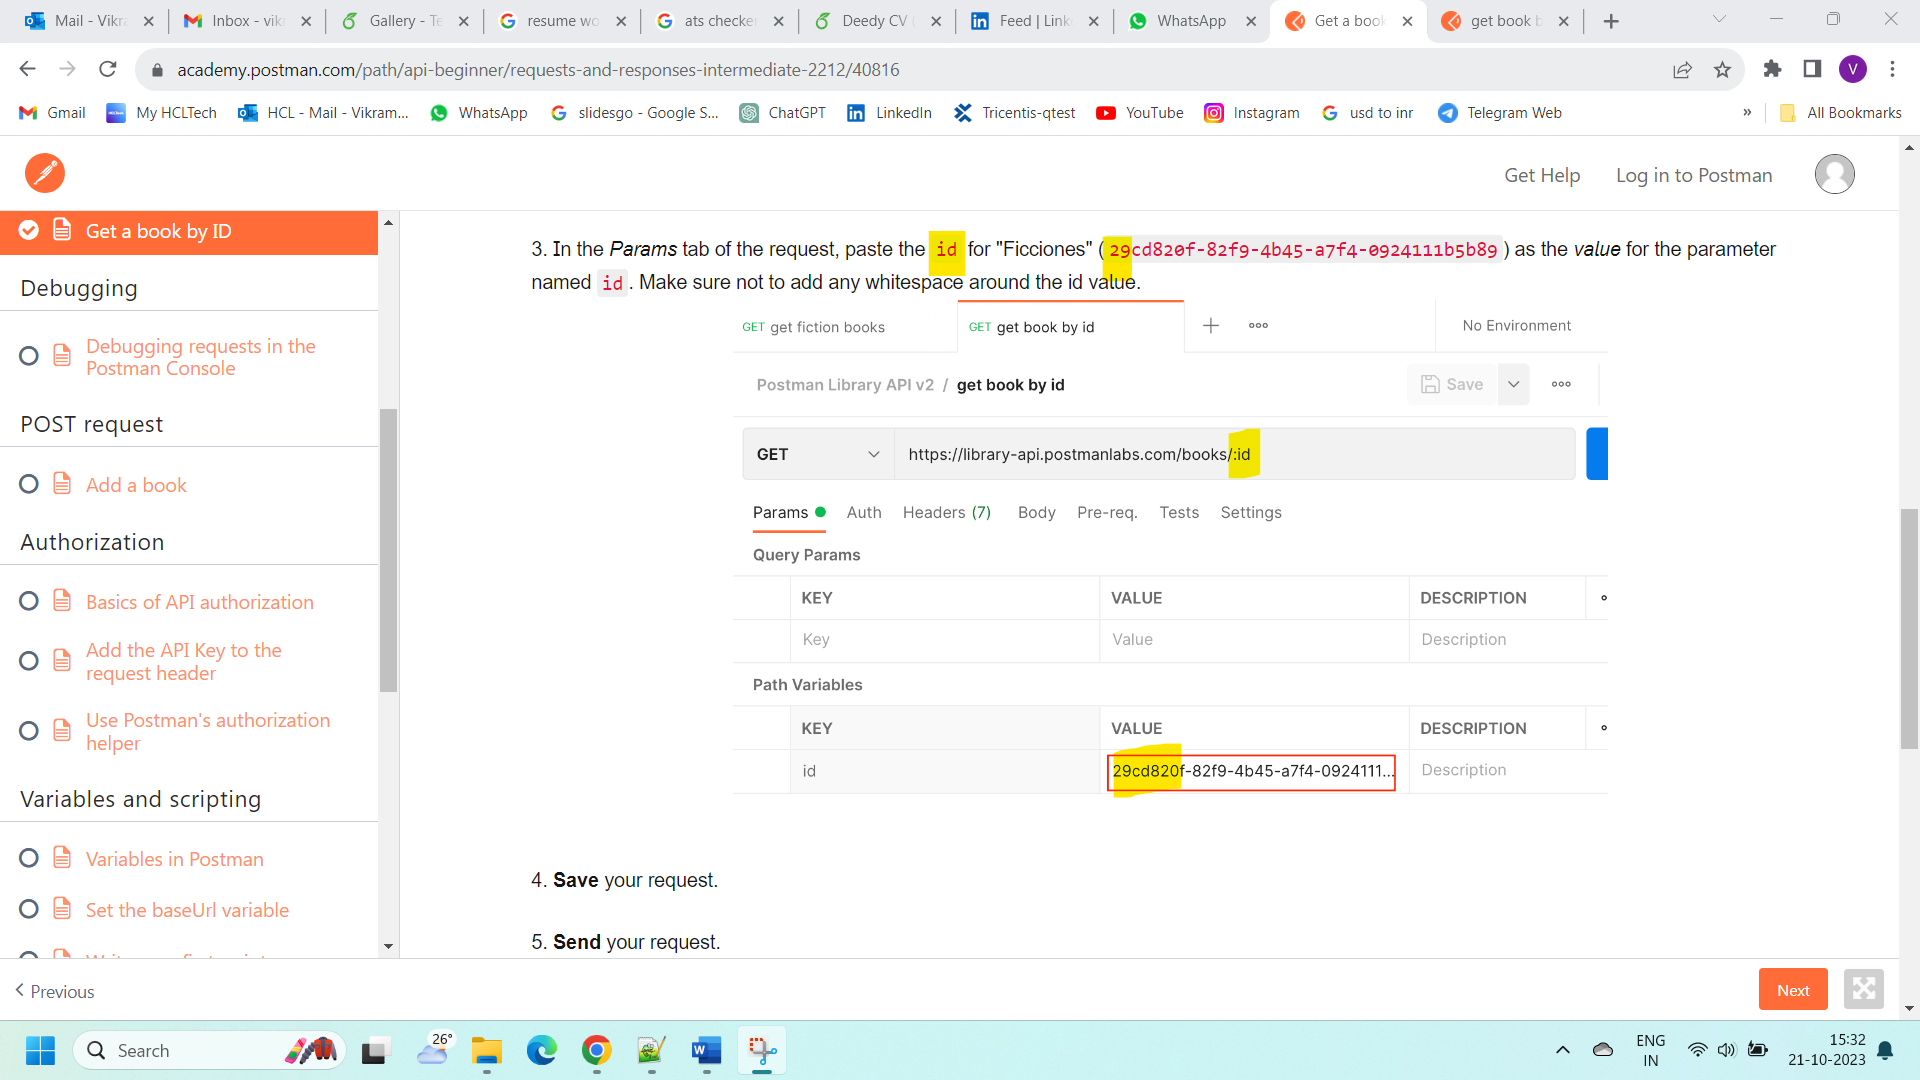 Mail - Vikra
Inbox - vik
Gallery - Te
resume wo
ats checke
Deedy CV (
Feed | Link
WhatsApp
Get a book
get book b
academy.postman.com/path/api-beginner/requests-and-responses-intermediate-2212/40816
V
Gmail
My HCLTech
HCL - Mail - Vikram...
WhatsApp
slidesgo - Google S...
ChatGPT
LinkedIn
Tricentis-qtest
YouTube
Instagram
usd to inr
Telegram Web
»
All Bookmarks
Get Help
Log in to Postman
Get a book by ID
Debugging
Debugging requests in the
Postman Console
POST request
Add a book
Authorization
Basics of API authorization
Add the API Key to the
request header
Use Postman's authorization
helper
Variables and scripting
Variables in Postman
Set the baseUrl variable
3. In the Params tab of the request, paste the id for "Ficciones" (29cd820f-82f9-4b45-a7f4-0924111b5b89) as the value for the parameter
named id. Make sure not to add any whitespace around the id value.
GET get fiction books
GET get book by id
No Environment
Postman Library API v2 / get book by id
Save
GET
https://library-api.postmanlabs.com/books/:id
Params
Auth
Headers (7)
Body
Pre-req.
Tests
Settings
Query Params
KEY
VALUE
DESCRIPTION
Key
Value
Description
Path Variables
KEY
VALUE
DESCRIPTION
id
29cd820f-82f9-4b45-a7f4-0924111...
Description
4. Save your request.
5. Send your request.
Previous
Next
Search
26°
ENG
IN
15:32
21-10-2023